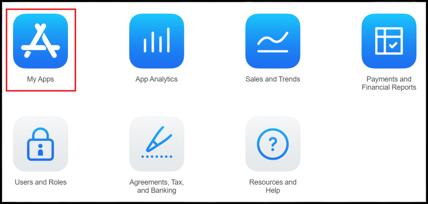 My Apps
App Analytics
Sales and Trends
Payments and
Financial Reports
Users and Roles
Agreements, Tax,
and Banking
Resources and
Help